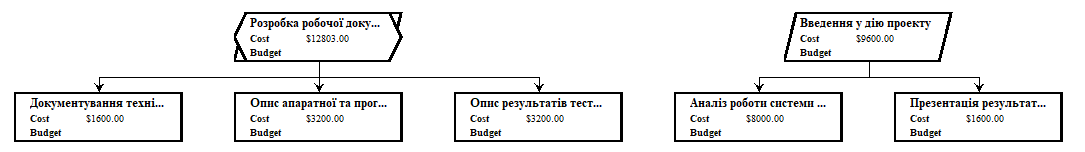 Розробка робочої доку...
Cost $12803.00
Budget
Введення у дію проекту
Cost $9600.00
Budget
Документування техні...
Cost $1600.00
Budget
Опис апаратної та прог...
Cost $3200.00
Budget
Опис результатів тест...
Cost $3200.00
Budget
Аналіз роботи системи ...
Cost $8000.00
Budget
Презентація результат...
Cost $1600.00
Budget